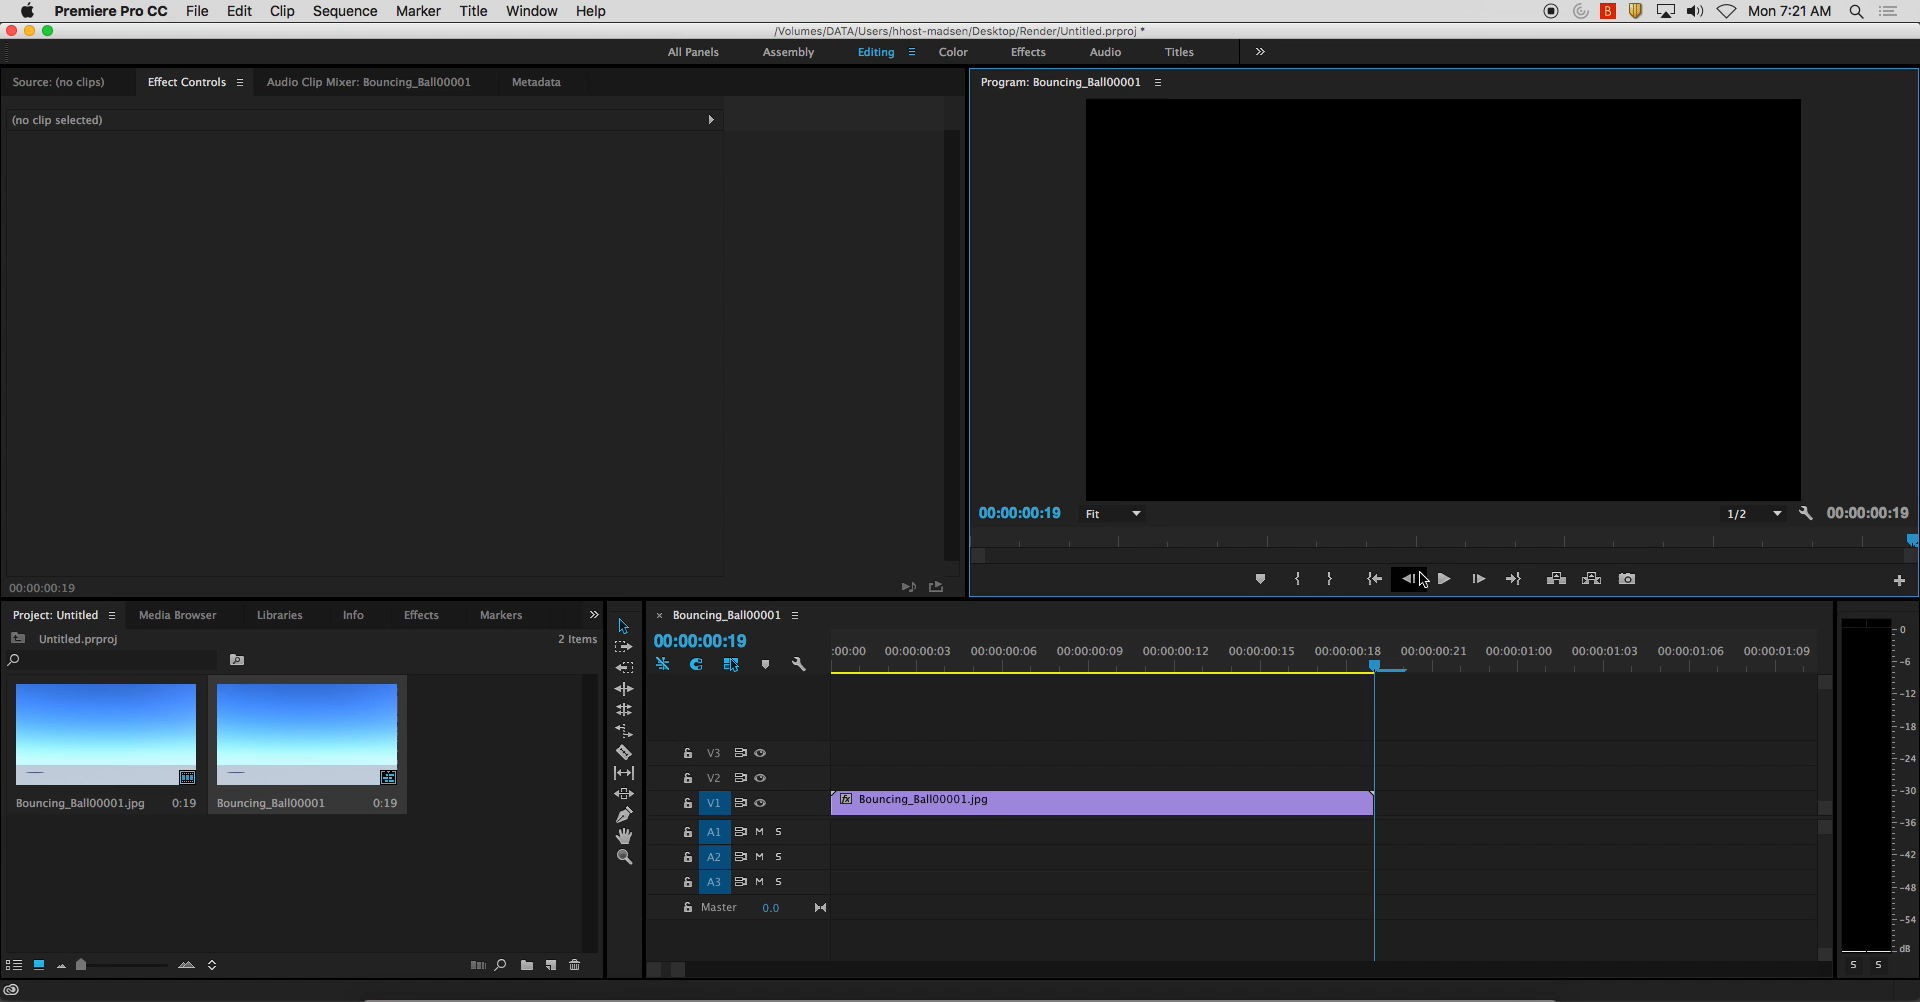 Premiere Pro CC File Edit Clip Sequence Marker Title Window Help B Mon 7:21 AM
/Volumes/DATA/Users/hhost-madsen/Desktop/Render/Untitled.prproj *
All Panels Assembly Editing Color Effects Audio Titles
Source: (no clips) Effect Controls Audio Clip Mixer: Bouncing_Ball00001 Metadata
(no clip selected)
00:00:00:19
Program: Bouncing_Ball00001
00:00:00:19 Fit 1/2 00:00:00:19
Project: Untitled Media Browser Libraries Info Effects Markers
Untitled.prproj 2 Items
Bouncing_Ball00001.jpg 0:19 Bouncing_Ball00001 0:19
× Bouncing_Ball00001
00:00:00:19
:00:00 00:00:00:03 00:00:00:06 00:00:00:09 00:00:00:12 00:00:00:15 00:00:00:18 00:00:00:21 00:00:01:00 00:00:01:03 00:00:01:06 00:00:01:09
V3
V2
V1 fx Bouncing_Ball00001.jpg
A1 M S
A2 M S
A3 M S
Master 0.0
0
-6
-12
-18
-24
-30
-36
-42
-48
-54
dB
S S